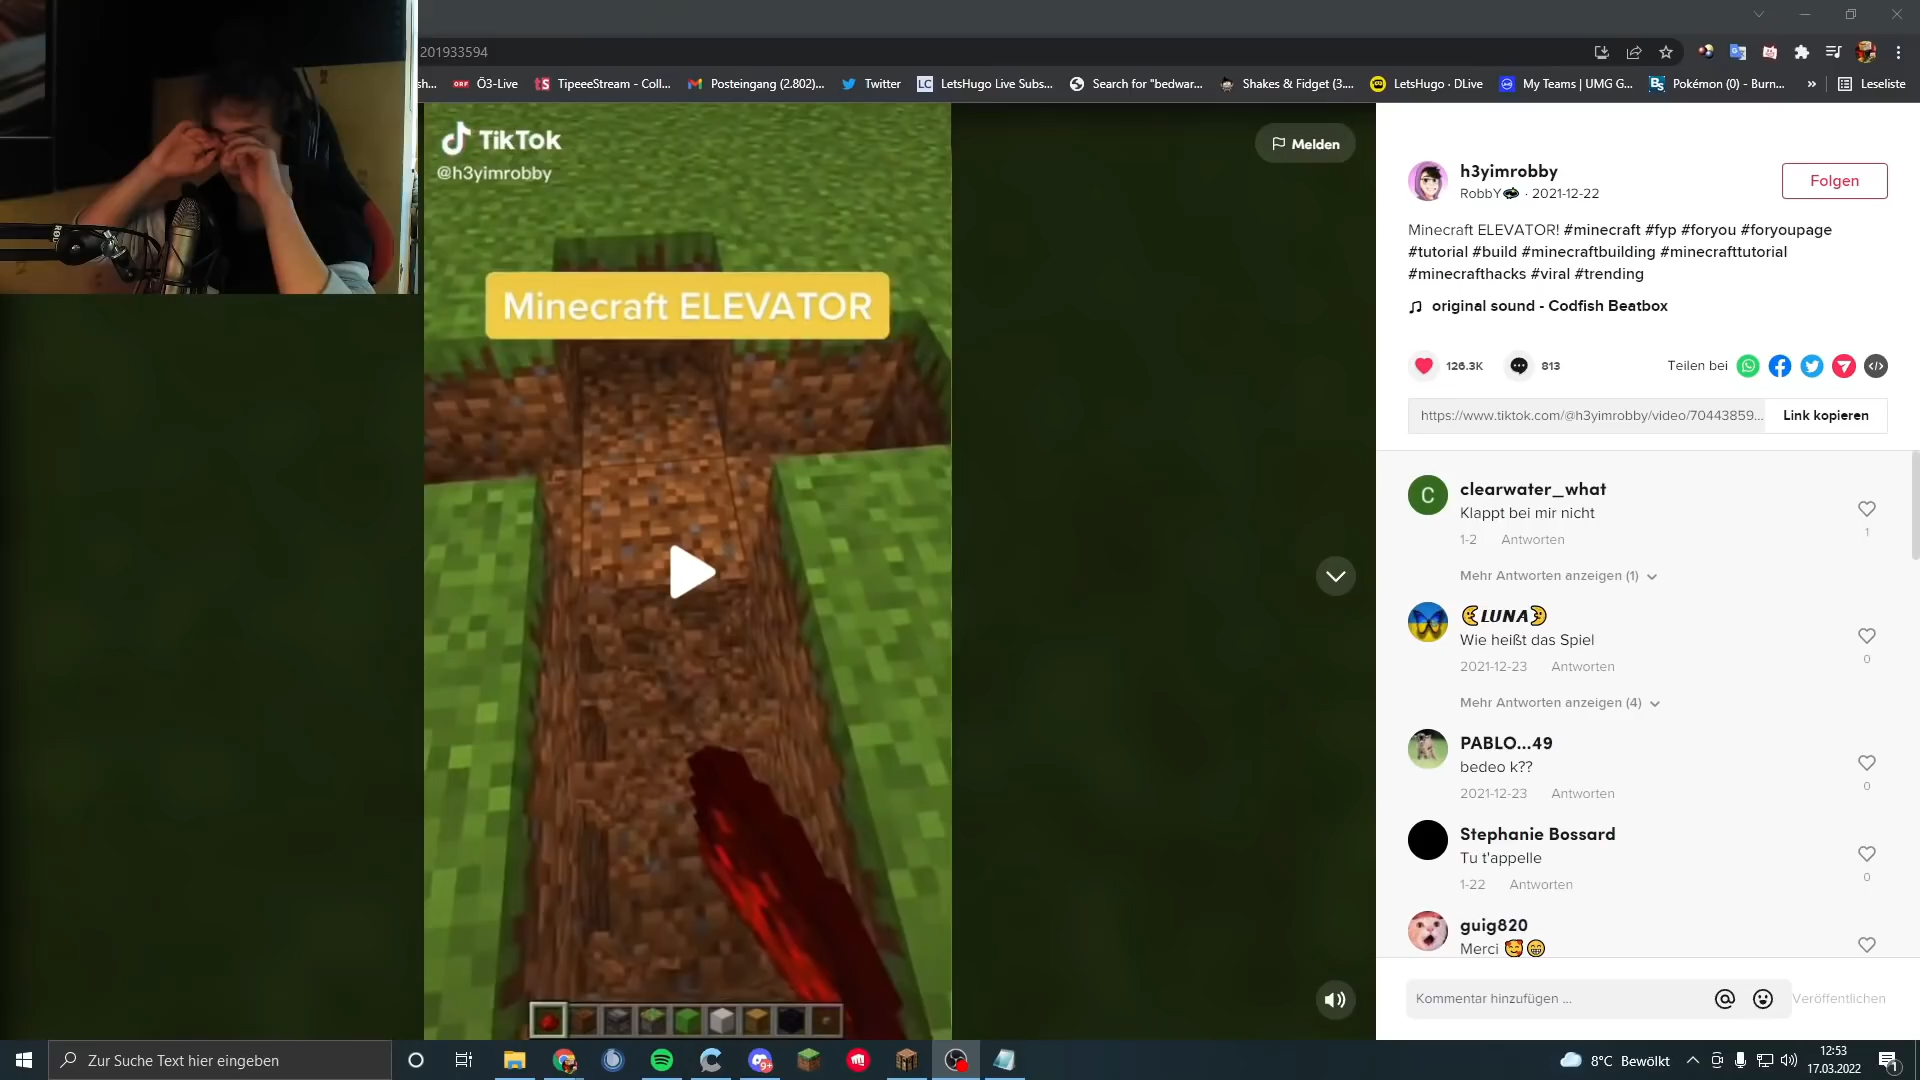 201933594
sh...
Ö3-Live
TipeeeStream - Coll...
Posteingang (2.802)...
Twitter
LC
LetsHugo Live Subs...
Search for "bedwar...
Shakes & Fidget (3....
LetsHugo · DLive
My Teams | UMG G...
Bs
Pokémon (0) - Burn...
»
Leseliste
TikTok
@h3yimrobby
Melden
Minecraft ELEVATOR
h3yimrobby
RobbY · 2021-12-22
Folgen
Minecraft ELEVATOR! #minecraft #fyp #foryou #foryoupage
#tutorial #build #minecraftbuilding #minecrafttutorial
#minecrafthacks #viral #trending
original sound - Codfish Beatbox
126.3K
813
Teilen bei
https://www.tiktok.com/@h3yimrobby/video/70443859...
Link kopieren
C
clearwater_what
Klappt bei mir nicht
1
1-2 Antworten
Mehr Antworten anzeigen (1)
LUNA
Wie heißt das Spiel
0
2021-12-23 Antworten
Mehr Antworten anzeigen (4)
PABLO...49
bedeo k??
0
2021-12-23 Antworten
Stephanie Bossard
Tu t'appelle
0
1-22 Antworten
guig820
Merci 🥰😁
Kommentar hinzufügen ...
Veröffentlichen
Zur Suche Text hier eingeben
9+
8°C Bewölkt
12:53
17.03.2022
1